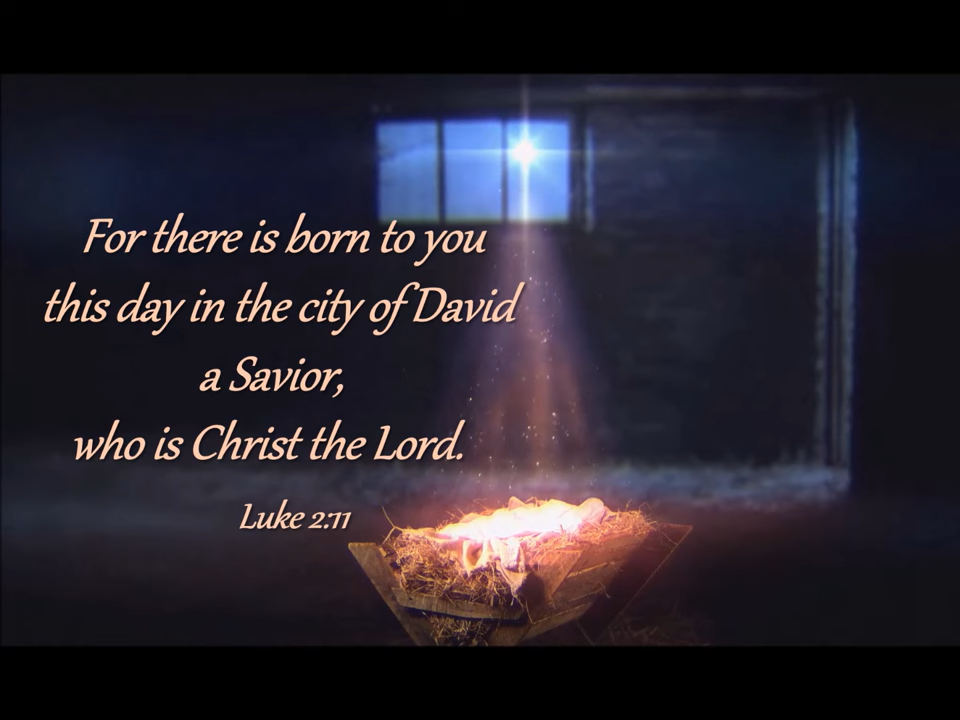 For there is born to you
this day in the city of David
a Savior,
who is Christ the Lord.
Luke 2:11